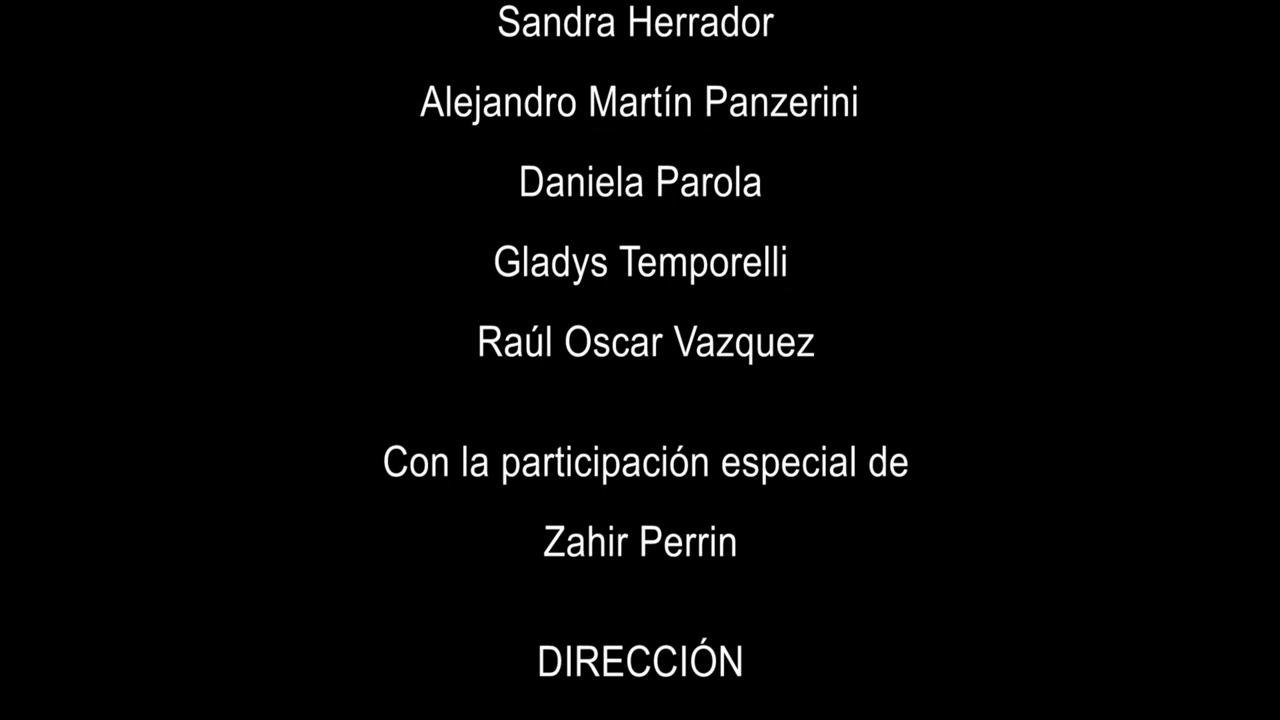 Sandra Herrador
Alejandro Martín Panzerini
Daniela Parola
Gladys Temporelli
Raúl Oscar Vazquez
Con la participación especial de
Zahir Perrin
DIRECCIÓN